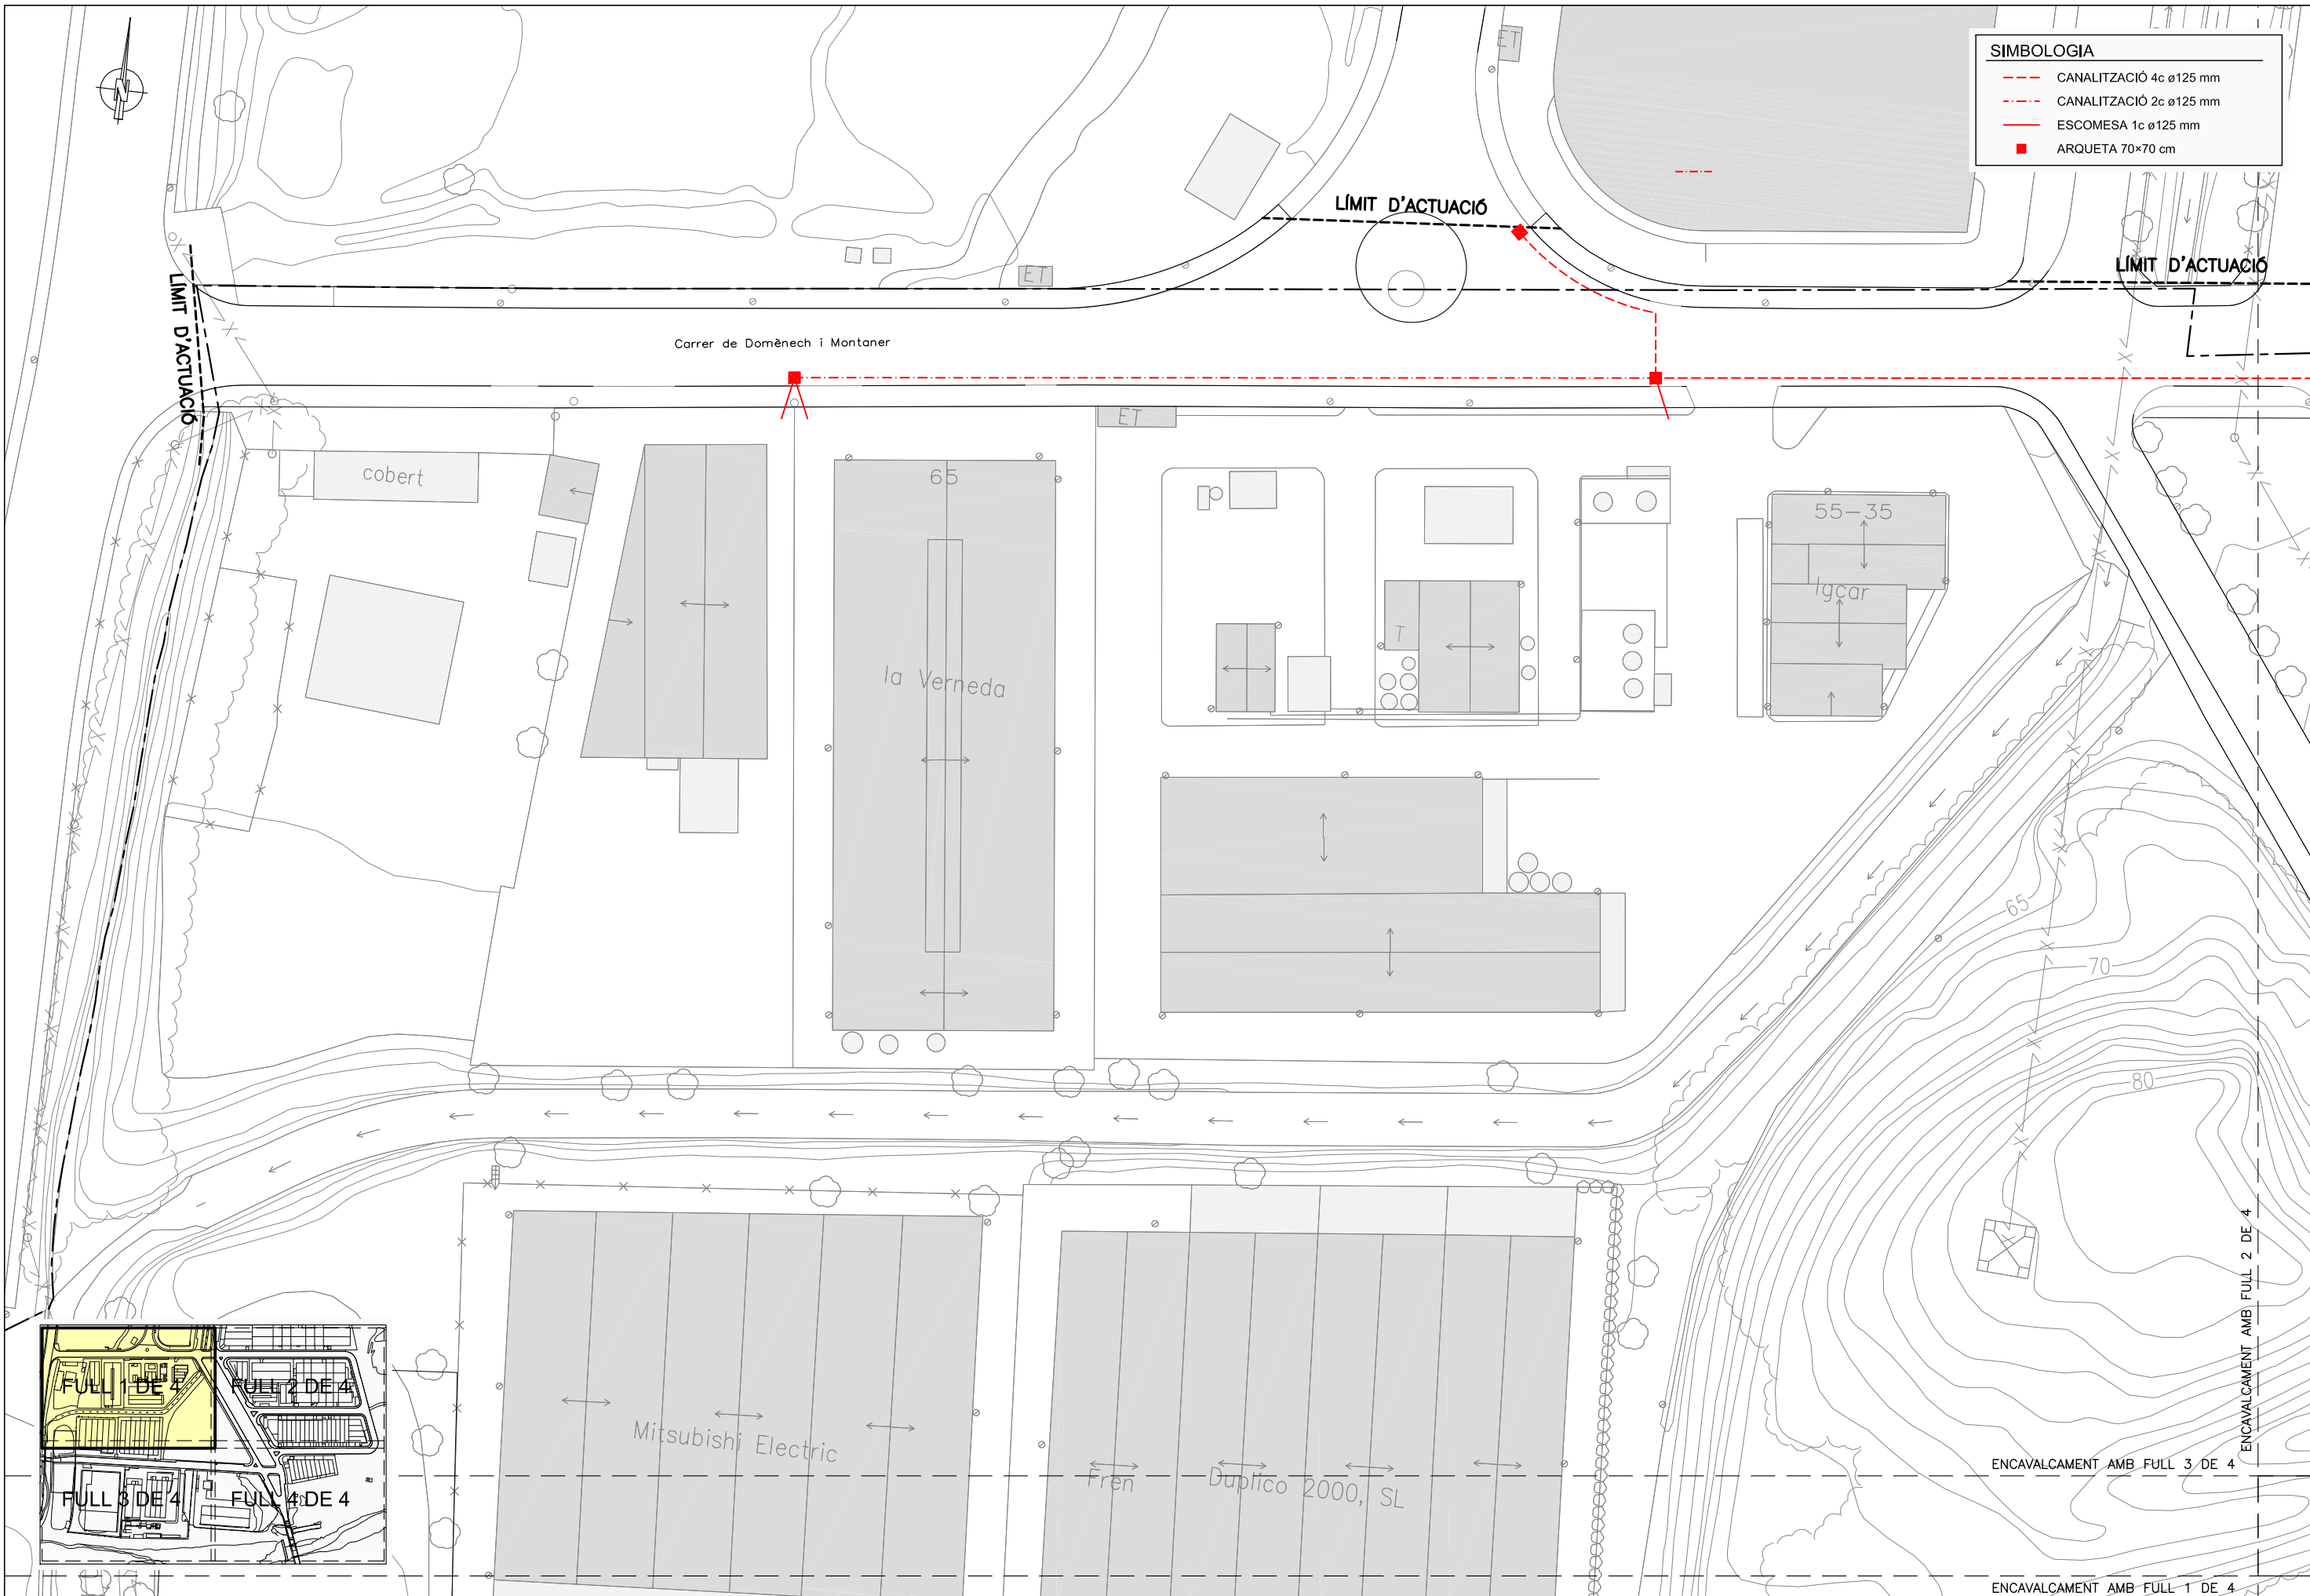 SIMBOLOGIA
CANALITZACIÓ 4c ø125 mm
CANALITZACIÓ 2c ø125 mm
ESCOMESA 1c ø125 mm
ARQUETA 70×70 cm
N
ET
LÍMIT D'ACTUACIÓ
LÍMIT D'ACTUACIÓ
ET
LÍMIT D'ACTUACIÓ
Carrer de Domènech i Montaner
ET
cobert
65
55-35
Igcar
T
la Verneda
65
70
80
ENCAVALCAMENT AMB FULL 2 DE 4
FULL 1 DE 4
FULL 2 DE 4
FULL 3 DE 4
FULL 4 DE 4
Mitsubishi Electric
Fren
Duplico 2000, SL
ENCAVALCAMENT AMB FULL 3 DE 4
ENCAVALCAMENT AMB FULL 1 DE 4